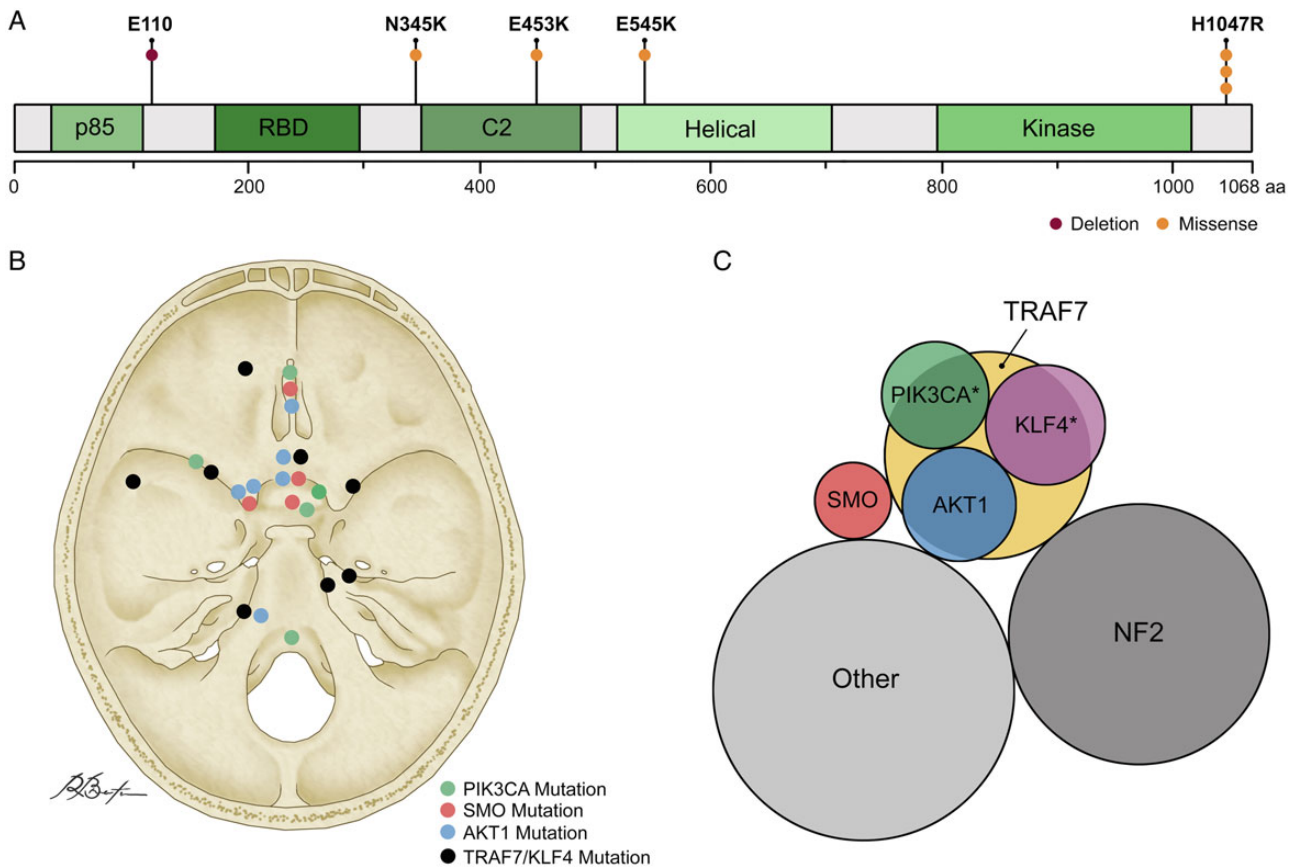 A
E110 N345K E453K E545K H1047R
p85 RBD C2 Helical Kinase
0 200 400 600 800 1000 1068 aa
Deletion Missense
B
PIK3CA Mutation
SMO Mutation
AKT1 Mutation
TRAF7/KLF4 Mutation
C
TRAF7
PIK3CA*
KLF4*
SMO
AKT1
NF2
Other